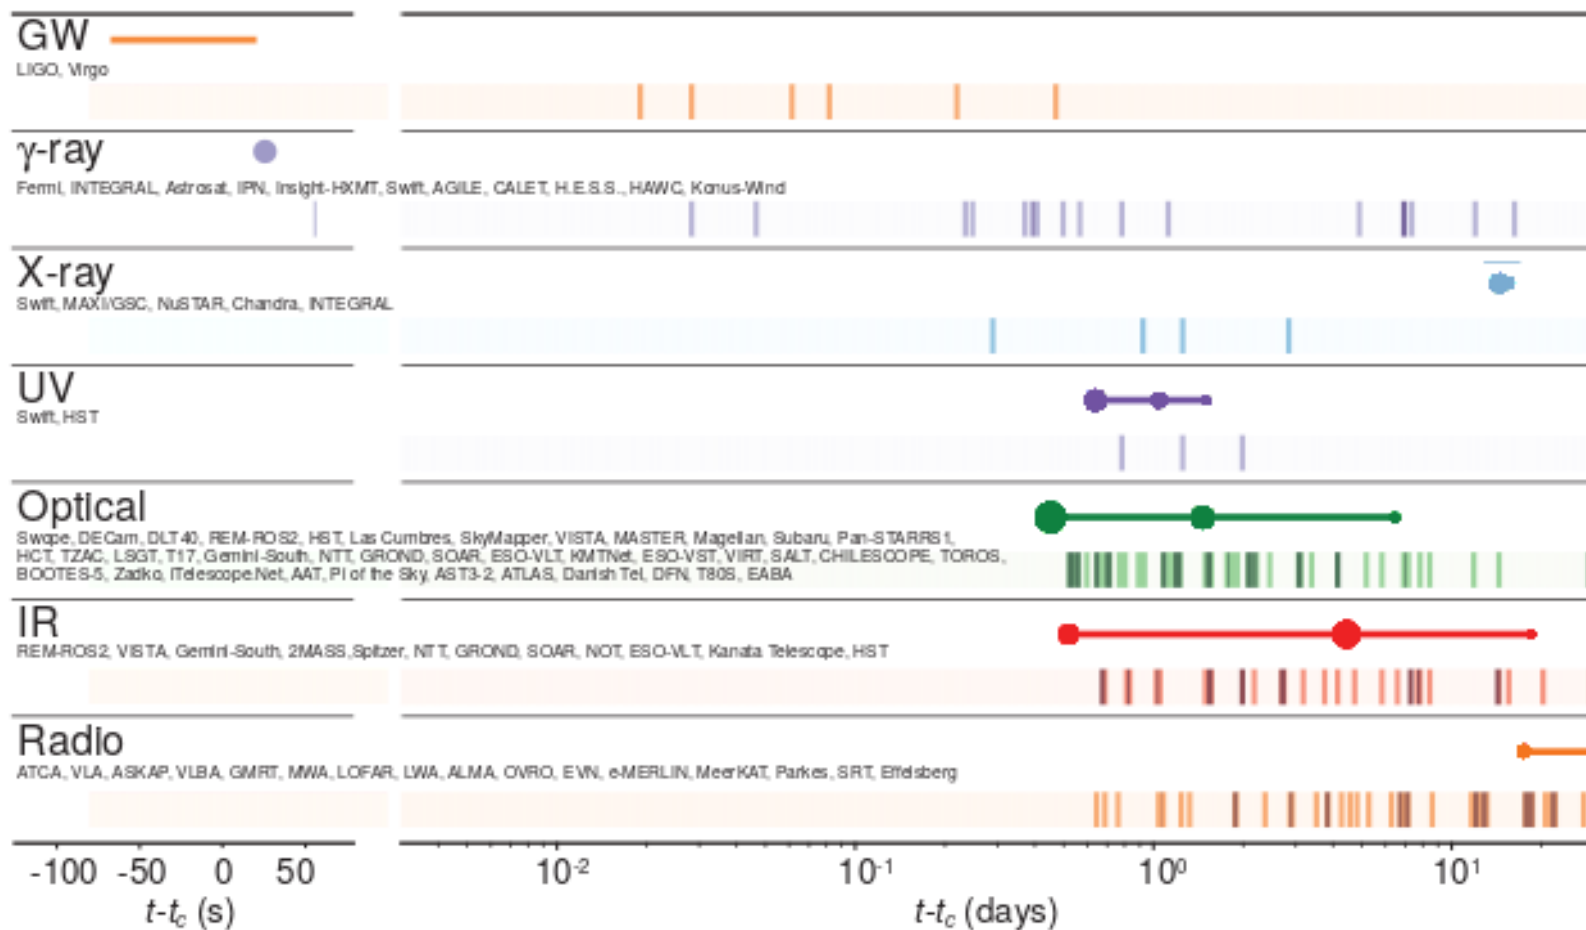 GW
LIGO, Virgo
γ-ray
Fermi, INTEGRAL, Astrosat, IPN, Insight-HXMT, Swift, AGILE, CALET, H.E.S.S., HAWC, Konus-Wind
X-ray
Swift, MAXI/GSC, NuSTAR, Chandra, INTEGRAL
UV
Swift, HST
Optical
Swope, DECam, DLT40, REM-ROS2, HST, Las Cumbres, SkyMapper, VISTA, MASTER, Magellan, Subaru, Pan-STARRS1,
HCT, TZAC, LSGT, T17, Gemini-South, NTT, GROND, SOAR, ESO-VLT, KMTNet, ESO-VST, VIRT, SALT, CHILESCOPE, TOROS,
BOOTES-5, Zadko, iTelescope.Net, AAT, Pi of the Sky, AST3-2, ATLAS, Danish Tel, DFN, T80S, EABA
IR
REM-ROS2, VISTA, Gemini-South, 2MASS,Spitzer, NTT, GROND, SOAR, NOT, ESO-VLT, Kanata Telescope, HST
Radio
ATCA, VLA, ASKAP, VLBA, GMRT, MWA, LOFAR, LWA, ALMA, OVRO, EVN, e-MERLIN, MeerKAT, Parkes, SRT, Effelsberg
-100 -50 0 50 10⁻² 10⁻¹ 10⁰ 10¹
t-t_c (s) t-t_c (days)